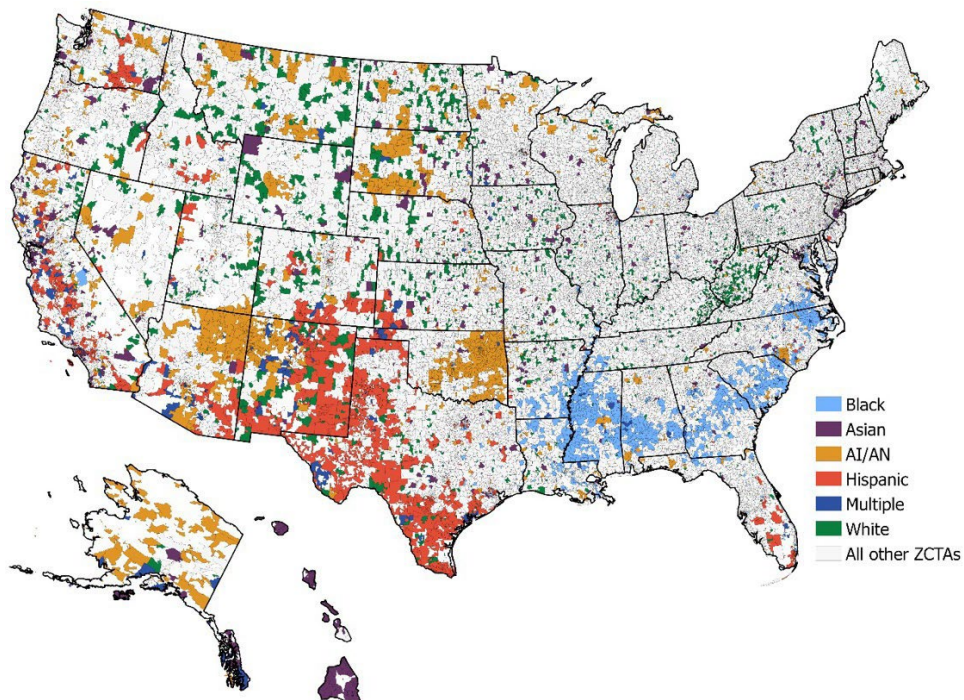 Black
Asian
AI/AN
Hispanic
Multiple
White
All other ZCTAs